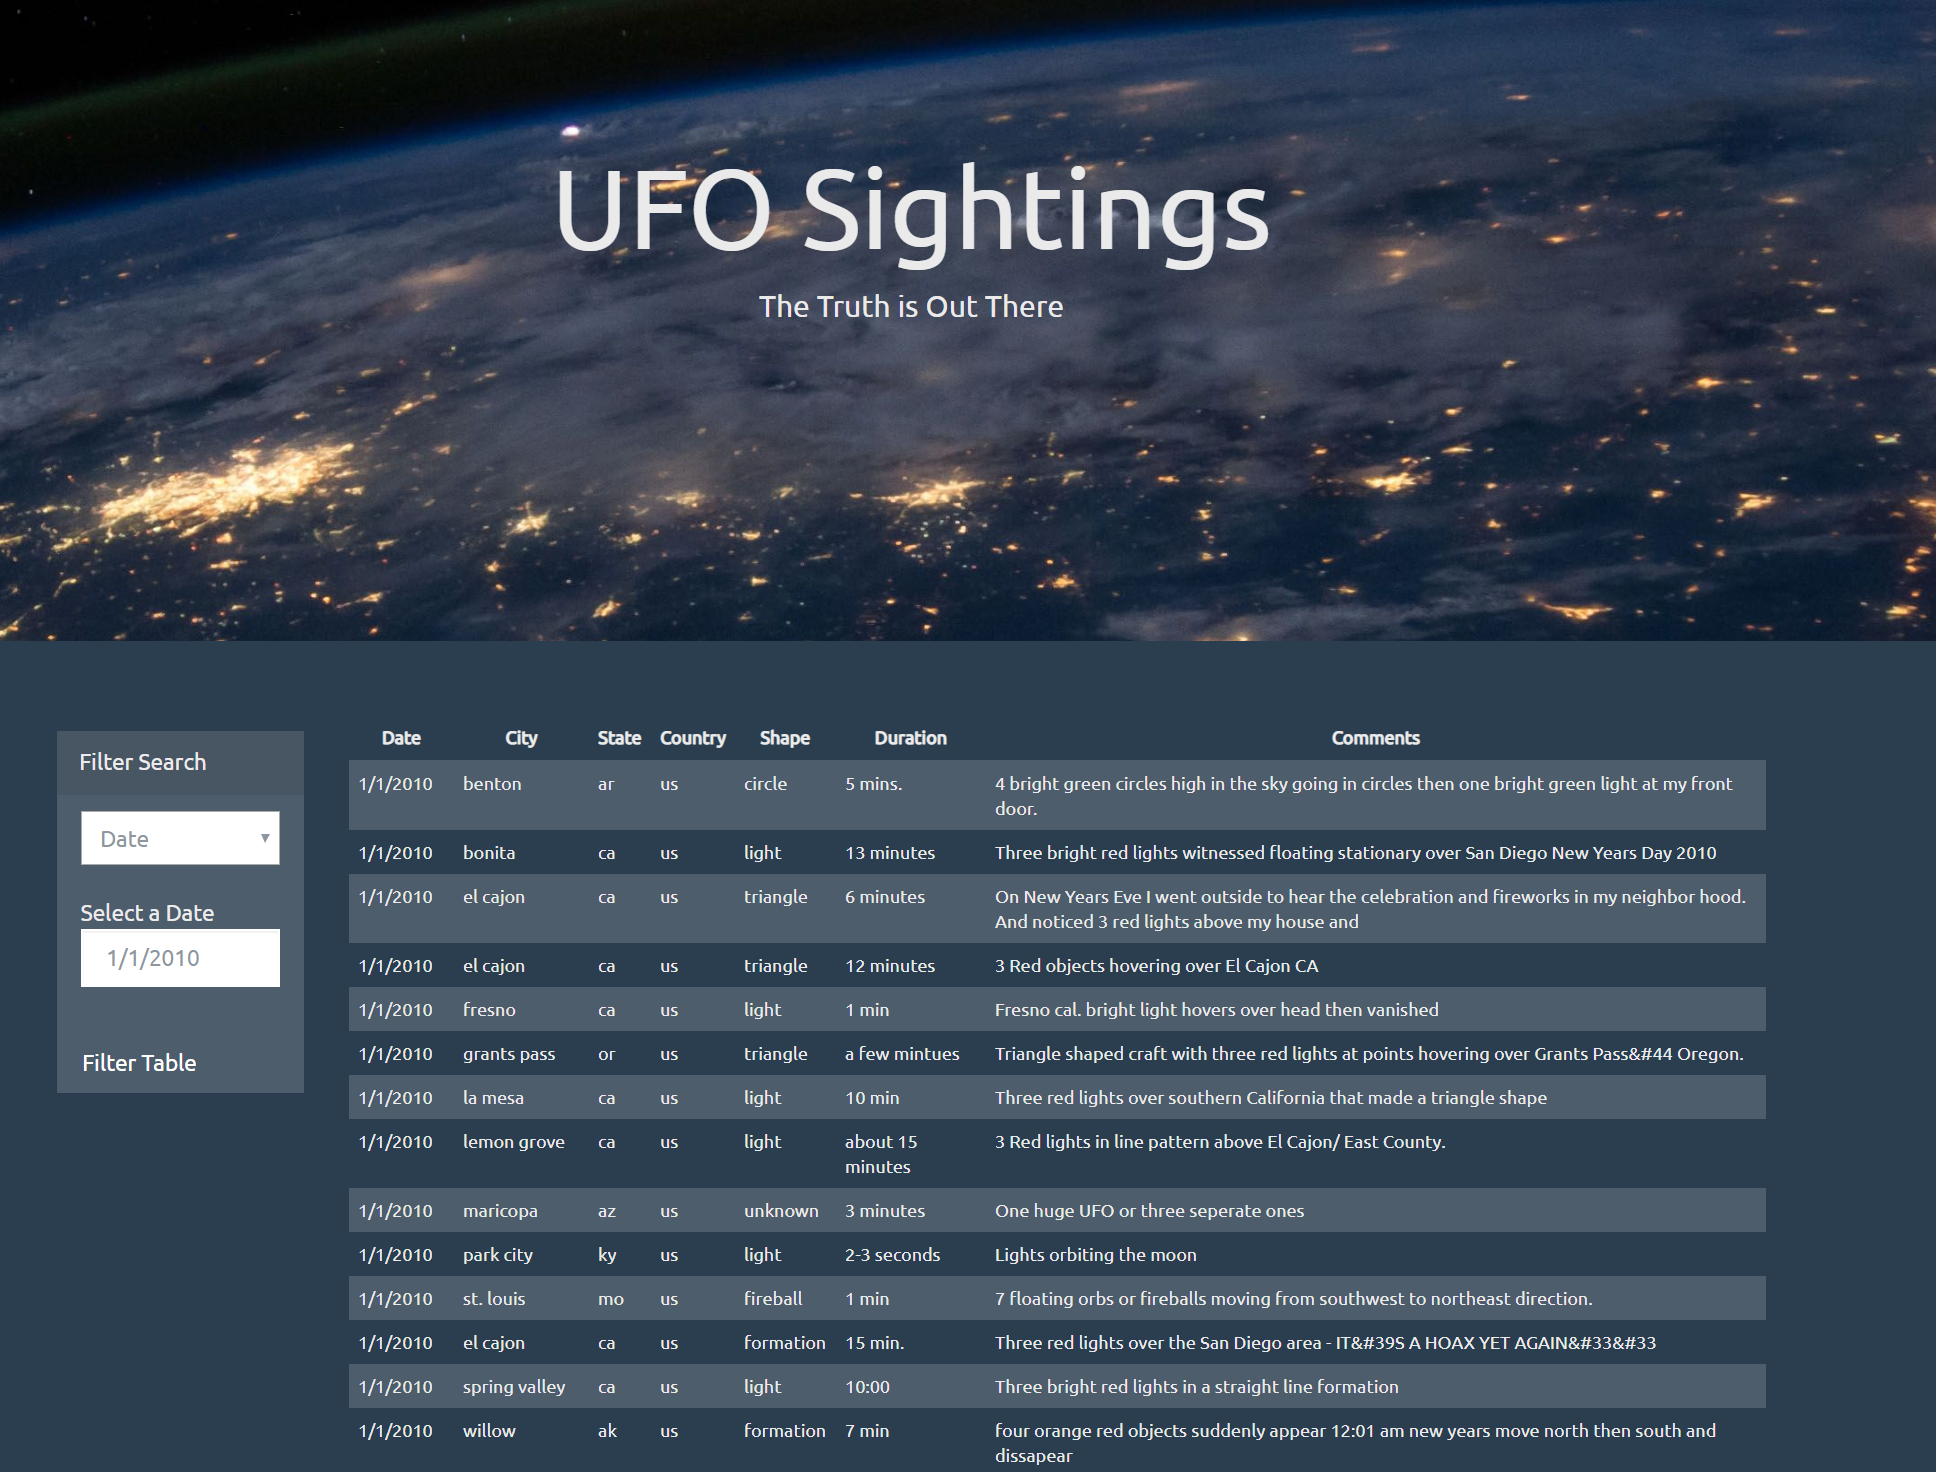 UFO Sightings
The Truth is Out There
Filter Search
Date ▼
Select a Date
1/1/2010
Filter Table
Date City State Country Shape Duration Comments
1/1/2010 benton ar us circle 5 mins. 4 bright green circles high in the sky going in circles then one bright green light at my front
door.
1/1/2010 bonita ca us light 13 minutes Three bright red lights witnessed floating stationary over San Diego New Years Day 2010
1/1/2010 el cajon ca us triangle 6 minutes On New Years Eve I went outside to hear the celebration and fireworks in my neighbor hood.
And noticed 3 red lights above my house and
1/1/2010 el cajon ca us triangle 12 minutes 3 Red objects hovering over El Cajon CA
1/1/2010 fresno ca us light 1 min Fresno cal. bright light hovers over head then vanished
1/1/2010 grants pass or us triangle a few mintues Triangle shaped craft with three red lights at points hovering over Grants Pass&#44 Oregon.
1/1/2010 la mesa ca us light 10 min Three red lights over southern California that made a triangle shape
1/1/2010 lemon grove ca us light about 15 3 Red lights in line pattern above El Cajon/ East County.
minutes
1/1/2010 maricopa az us unknown 3 minutes One huge UFO or three seperate ones
1/1/2010 park city ky us light 2-3 seconds Lights orbiting the moon
1/1/2010 st. louis mo us fireball 1 min 7 floating orbs or fireballs moving from southwest to northeast direction.
1/1/2010 el cajon ca us formation 15 min. Three red lights over the San Diego area - IT&#39S A HOAX YET AGAIN&#33&#33
1/1/2010 spring valley ca us light 10:00 Three bright red lights in a straight line formation
1/1/2010 willow ak us formation 7 min four orange red objects suddenly appear 12:01 am new years move north then south and
dissapear